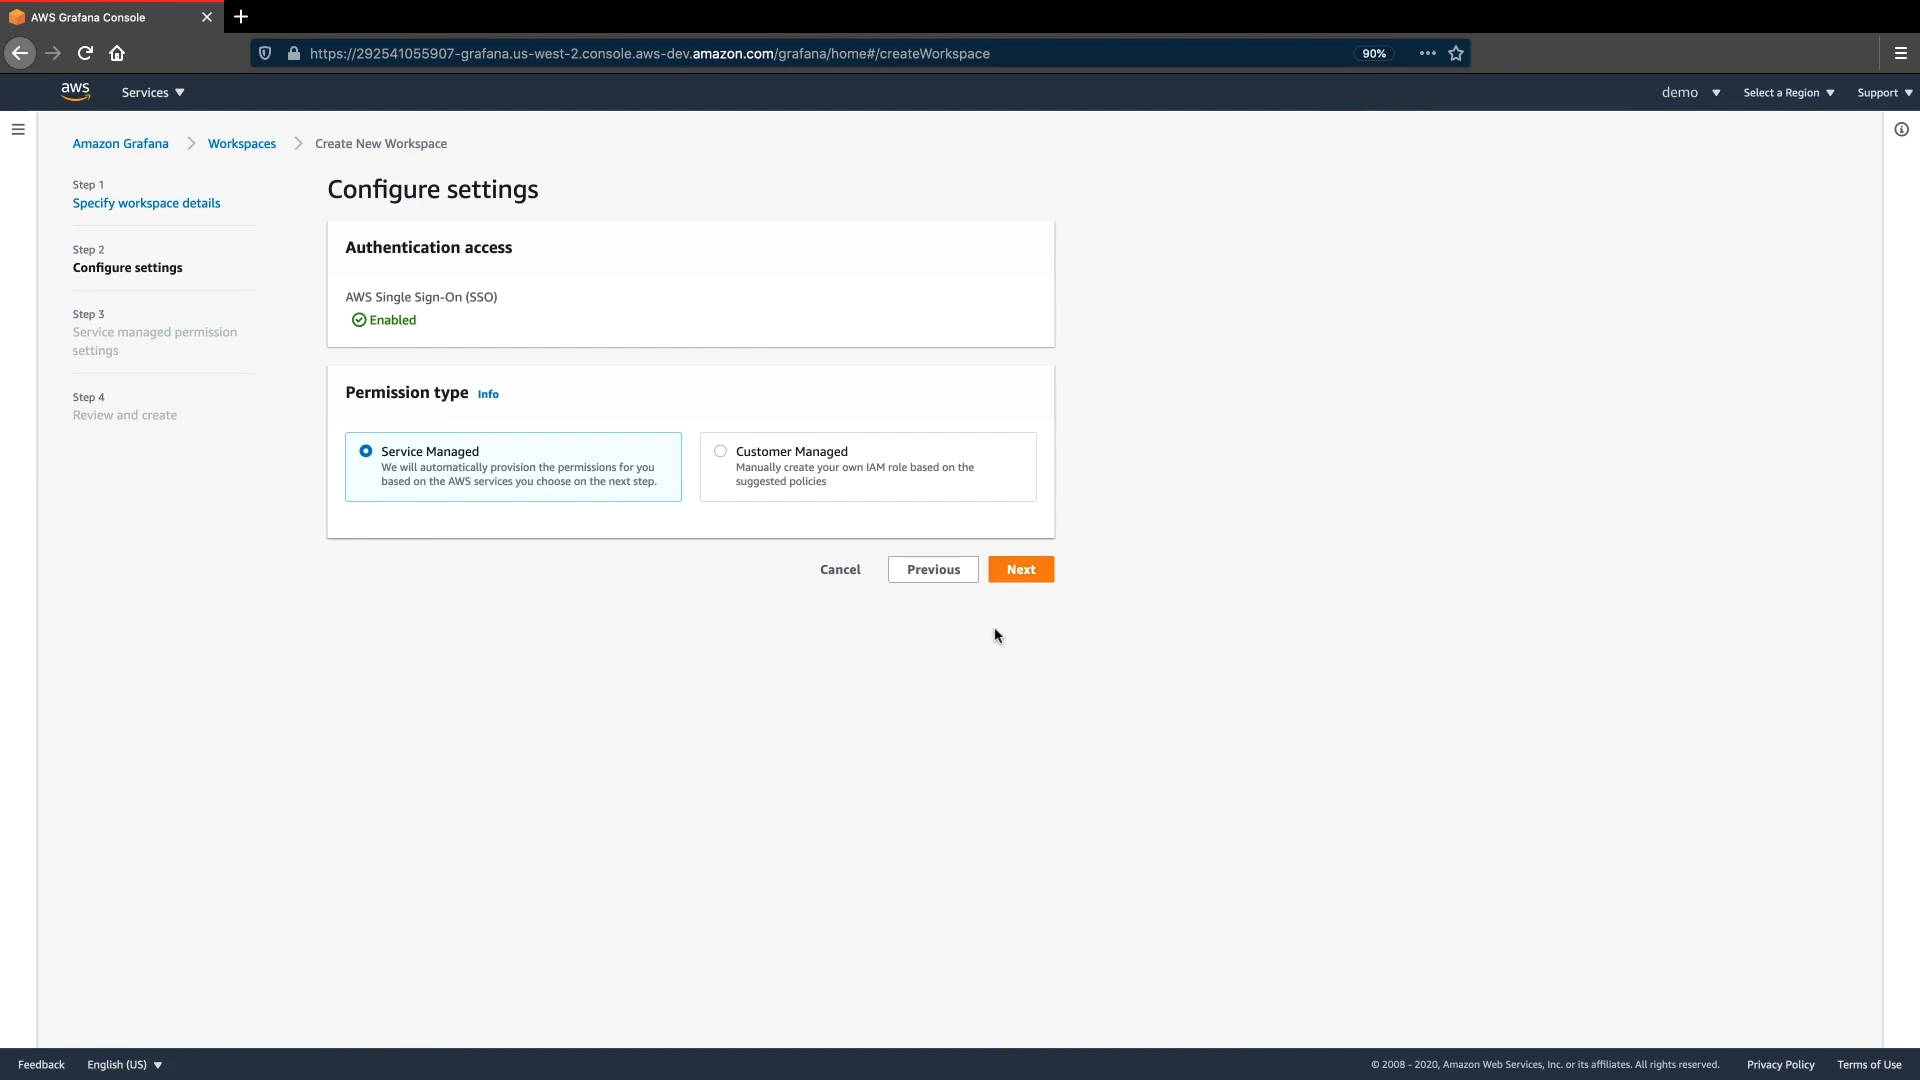 AWS Grafana Console
https://292541055907-grafana.us-west-2.console.aws-dev.amazon.com/grafana/home#/createWorkspace
90%
aws
Services
demo
Select a Region
Support
Amazon Grafana
Workspaces
Create New Workspace
Step 1
Specify workspace details
Step 2
Configure settings
Step 3
Service managed permission
settings
Step 4
Review and create
Configure settings
Authentication access
AWS Single Sign-On (SSO)
Enabled
Permission type Info
Service Managed
We will automatically provision the permissions for you
based on the AWS services you choose on the next step.
Customer Managed
Manually create your own IAM role based on the
suggested policies
Cancel
Previous
Next
Feedback
English (US)
© 2008 - 2020, Amazon Web Services, Inc. or its affiliates. All rights reserved.
Privacy Policy
Terms of Use